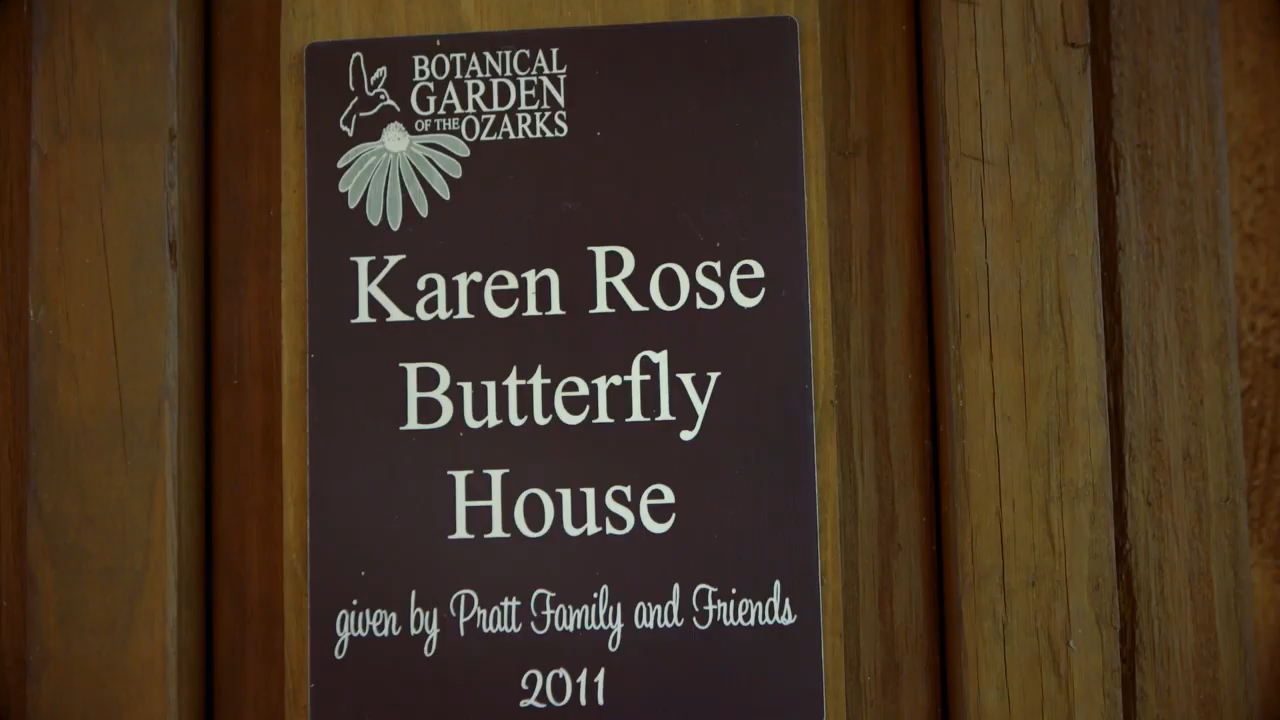 BOTANICAL
GARDEN
OF THE OZARKS
Karen Rose
Butterfly
House
given by Pratt Family and Friends
2011